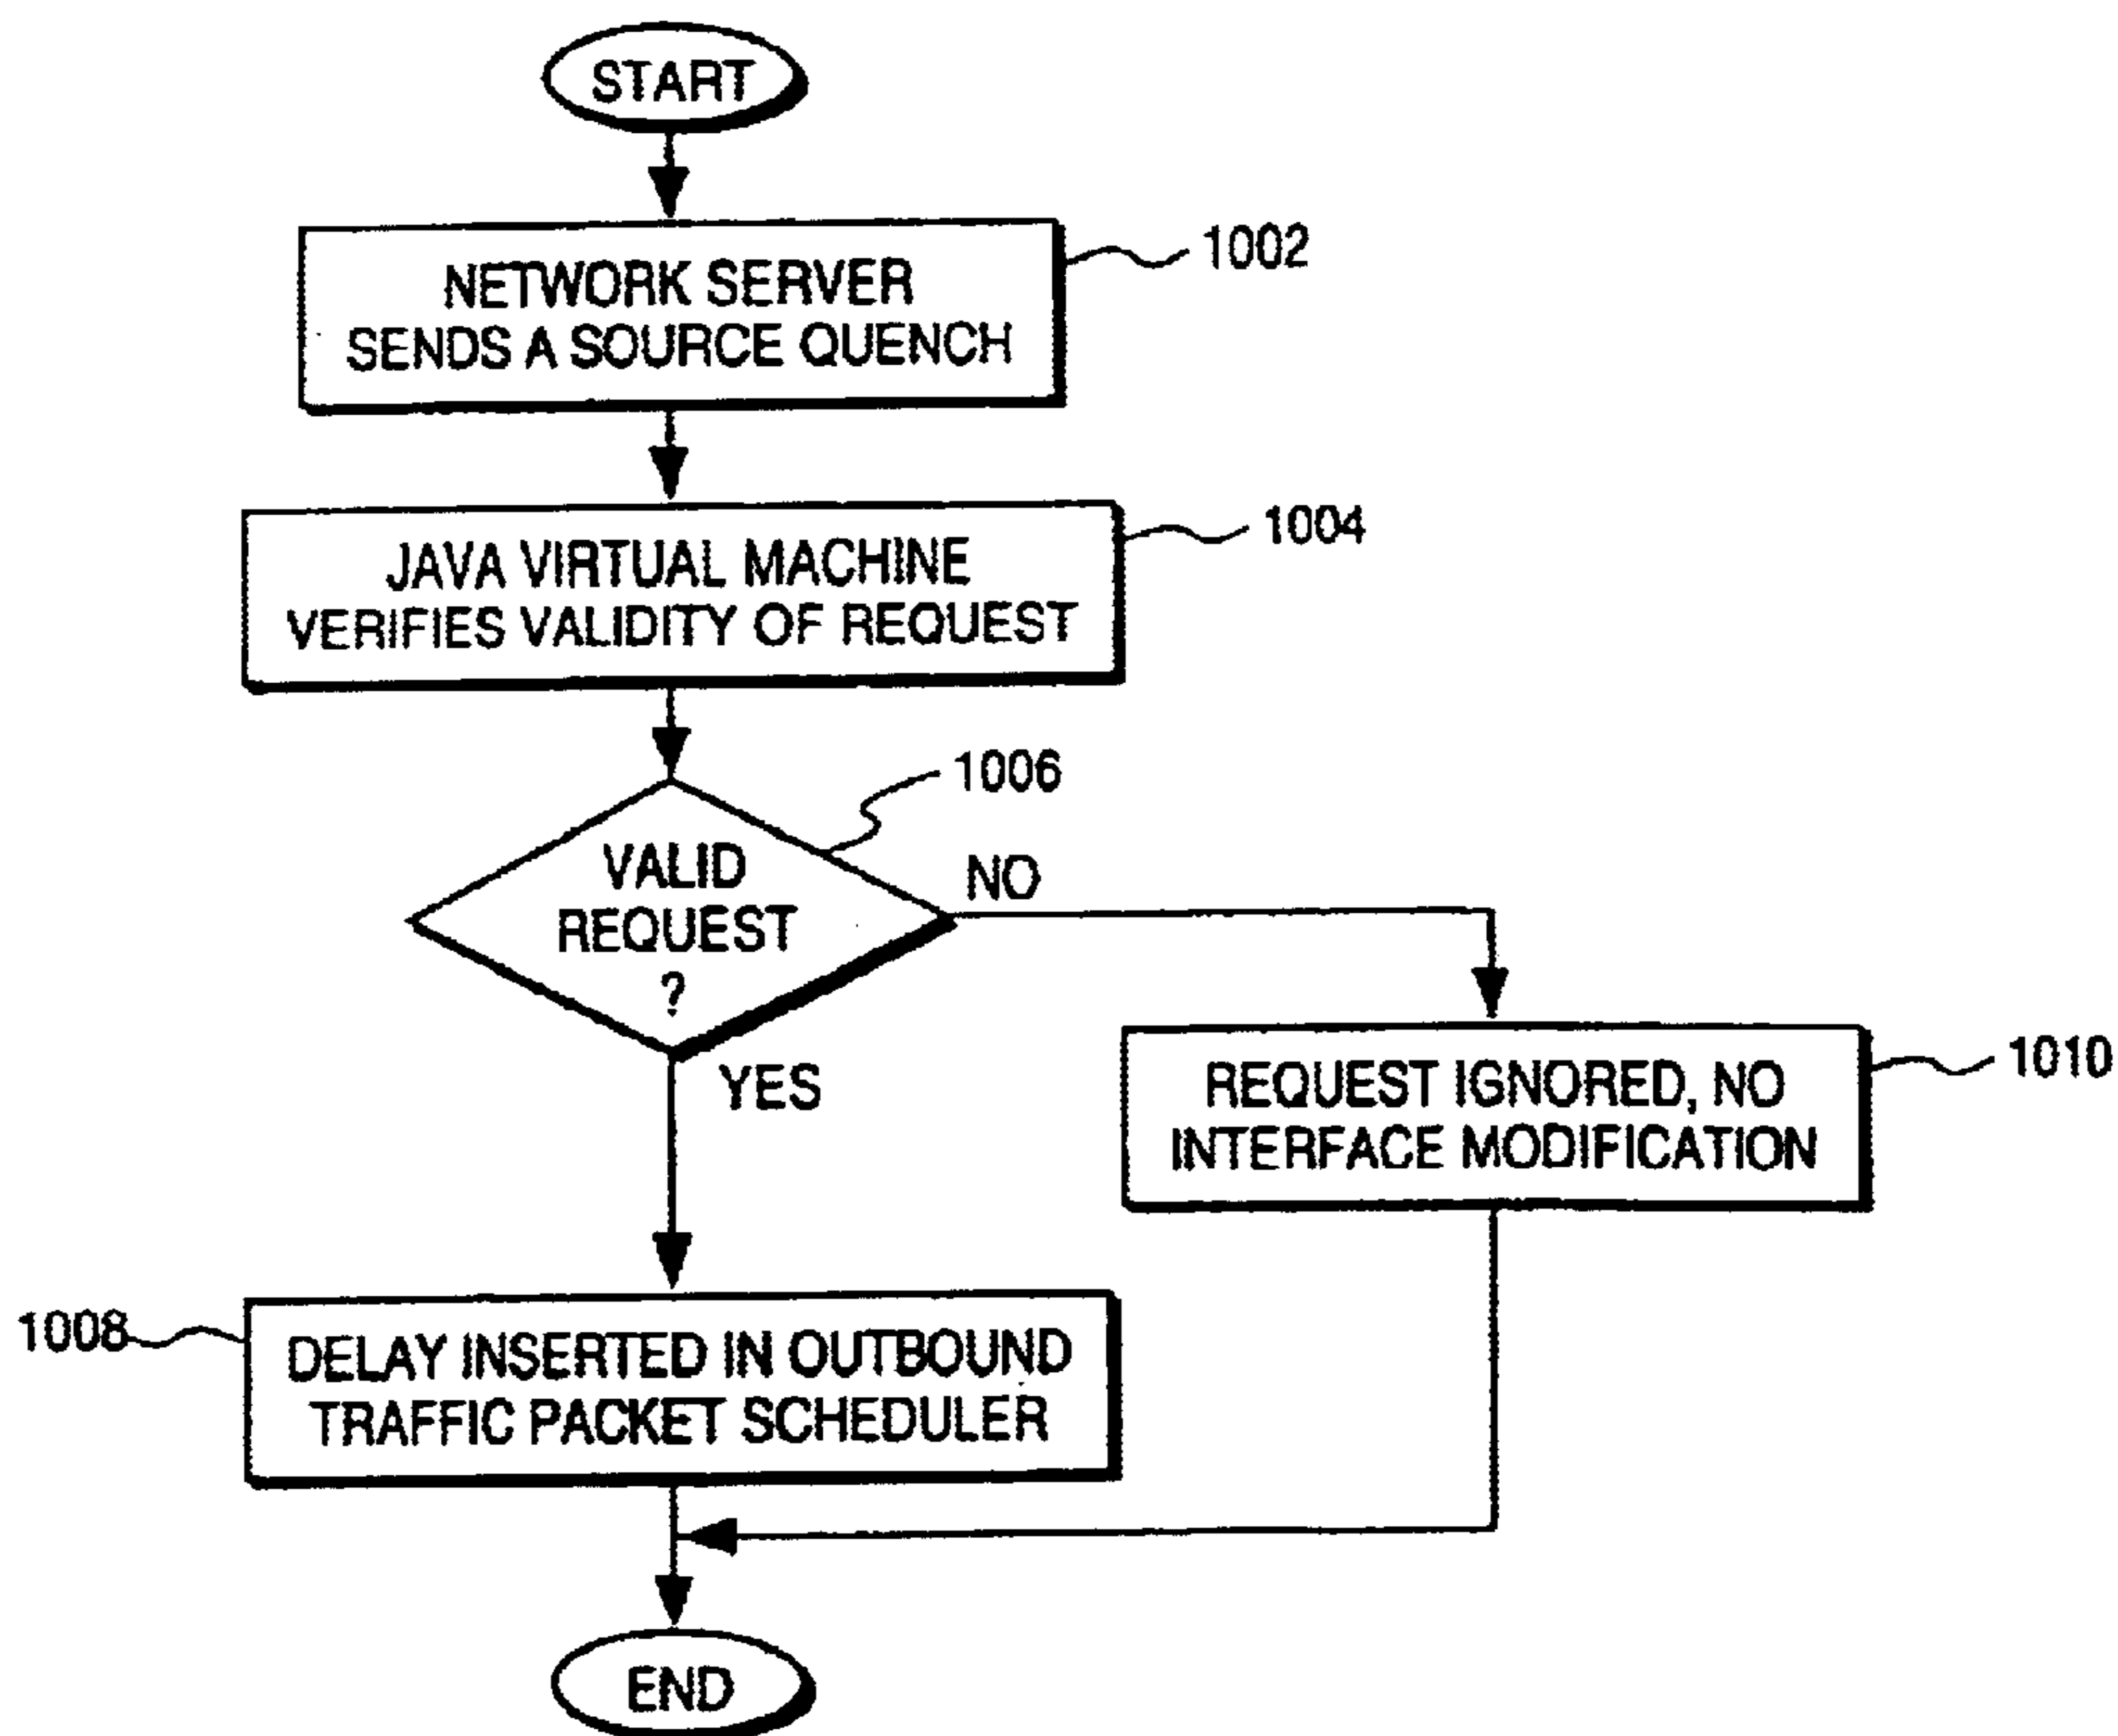 START
NETWORK SERVER
SENDS A SOURCE QUENCH
1002
JAVA VIRTUAL MACHINE
VERIFIES VALIDITY OF REQUEST
1004
1006
VALID
REQUEST
?
NO
YES
REQUEST IGNORED, NO
INTERFACE MODIFICATION
1010
1008
DELAY INSERTED IN OUTBOUND
TRAFFIC PACKET SCHEDULER
END